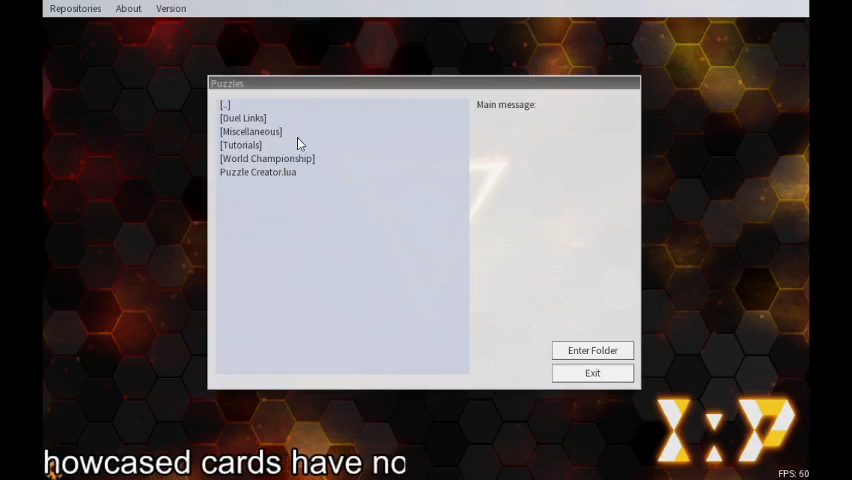 Repositories About Version
Puzzles
[..]
[Duel Links]
[Miscellaneous]
[Tutorials]
[World Championship]
Puzzle Creator.lua
Main message:
Enter Folder
Exit
X:P
howcased cards have no
FPS: 60